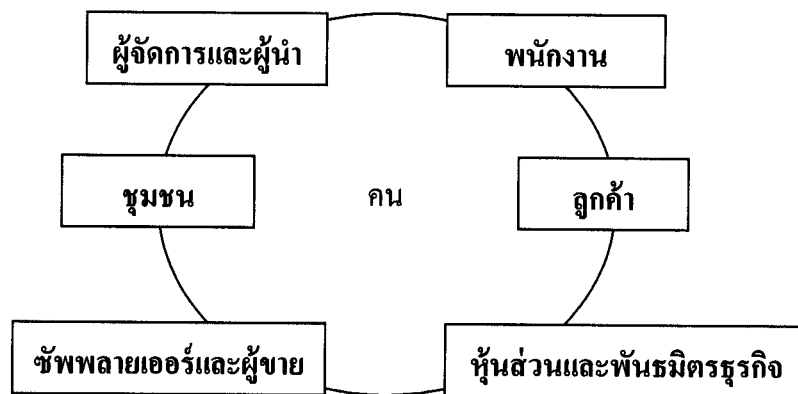 ผู้จัดการและผู้นำ
พนักงาน
ชุมชน
คน
ลูกค้า
ซัพพลายเออร์และผู้ขาย
หุ้นส่วนและพันธมิตรธุรกิจ